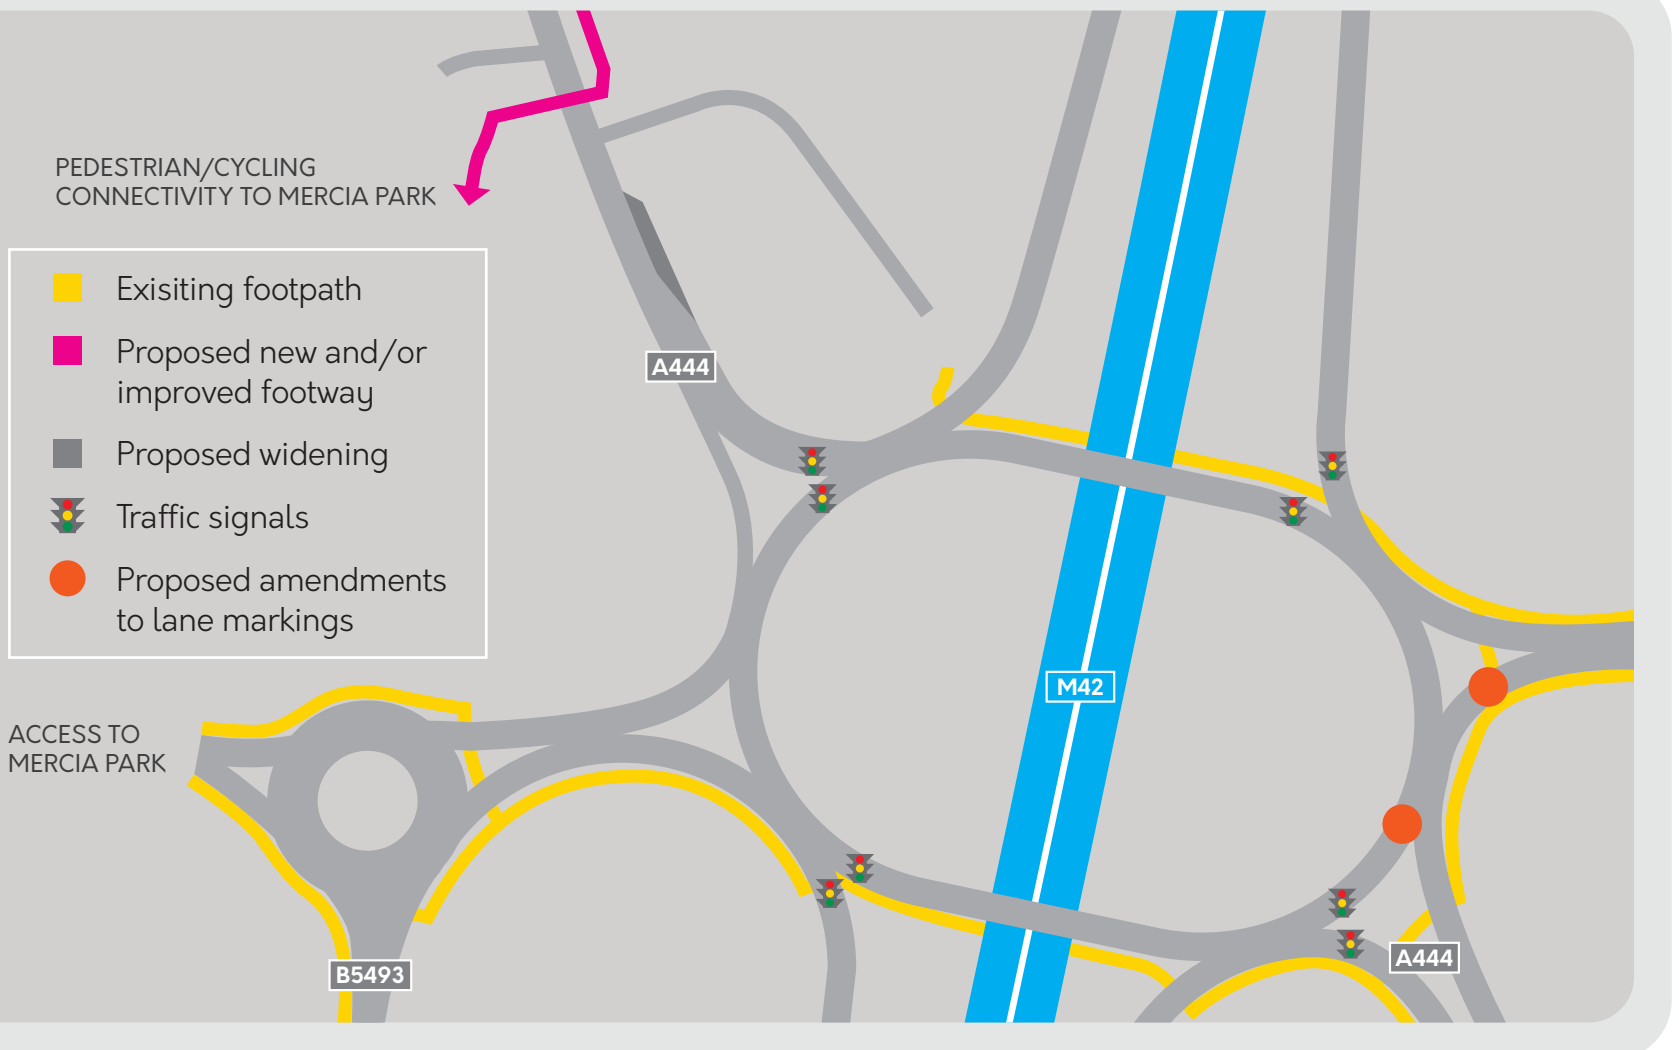 PEDESTRIAN/CYCLING
CONNECTIVITY TO MERCIA PARK
Exisiting footpath
Proposed new and/or
improved footway
Proposed widening
Traffic signals
Proposed amendments
to lane markings
A444
M42
ACCESS TO
MERCIA PARK
B5493
A444